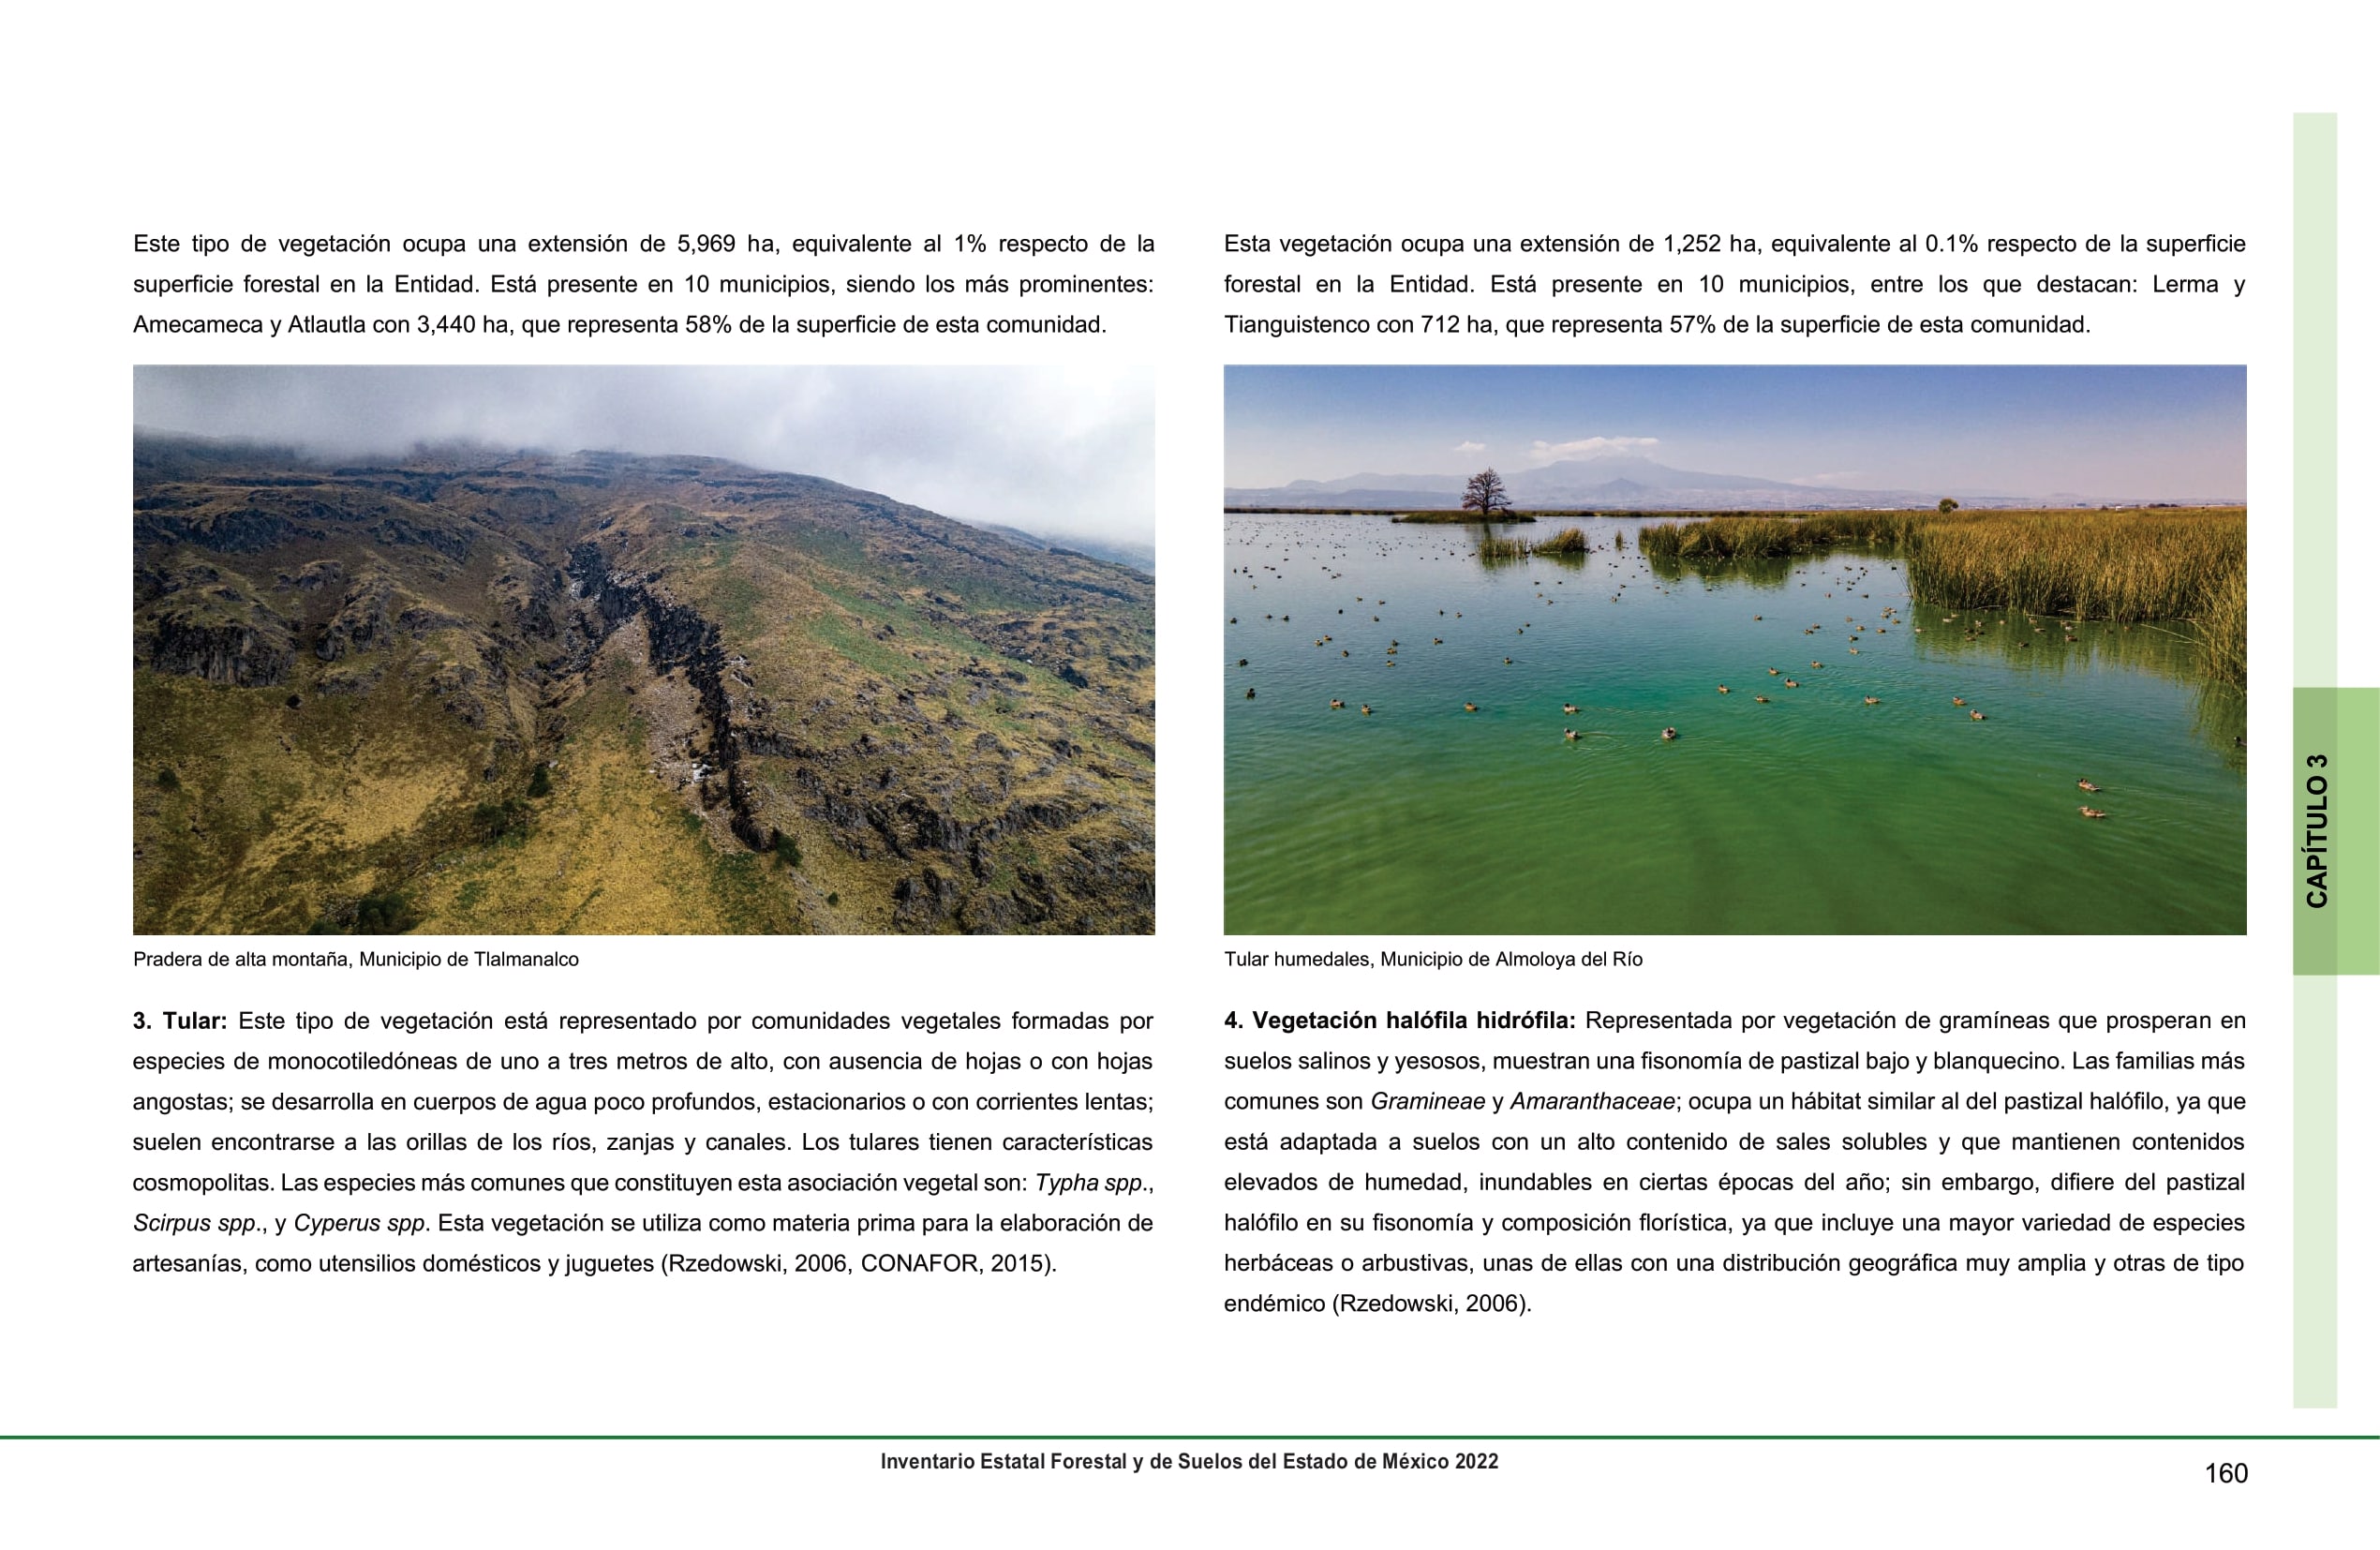 Este tipo de vegetación ocupa una extensión de 5,969 ha, equivalente al 1% respecto de la
superficie forestal en la Entidad. Está presente en 10 municipios, siendo los más prominentes:
Amecameca y Atlautla con 3,440 ha, que representa 58% de la superficie de esta comunidad.
Pradera de alta montaña, Municipio de Tlalmanalco
3. Tular: Este tipo de vegetación está representado por comunidades vegetales formadas por
especies de monocotiledóneas de uno a tres metros de alto, con ausencia de hojas o con hojas
angostas; se desarrolla en cuerpos de agua poco profundos, estacionarios o con corrientes lentas;
suelen encontrarse a las orillas de los ríos, zanjas y canales. Los tulares tienen características
cosmopolitas. Las especies más comunes que constituyen esta asociación vegetal son: Typha spp.,
Scirpus spp., y Cyperus spp. Esta vegetación se utiliza como materia prima para la elaboración de
artesanías, como utensilios domésticos y juguetes (Rzedowski, 2006, CONAFOR, 2015).
Esta vegetación ocupa una extensión de 1,252 ha, equivalente al 0.1% respecto de la superficie
forestal en la Entidad. Está presente en 10 municipios, entre los que destacan: Lerma y
Tianguistenco con 712 ha, que representa 57% de la superficie de esta comunidad.
Tular humedales, Municipio de Almoloya del Río
4. Vegetación halófila hidrófila: Representada por vegetación de gramíneas que prosperan en
suelos salinos y yesosos, muestran una fisonomía de pastizal bajo y blanquecino. Las familias más
comunes son Gramineae y Amaranthaceae; ocupa un hábitat similar al del pastizal halófilo, ya que
está adaptada a suelos con un alto contenido de sales solubles y que mantienen contenidos
elevados de humedad, inundables en ciertas épocas del año; sin embargo, difiere del pastizal
halófilo en su fisonomía y composición florística, ya que incluye una mayor variedad de especies
herbáceas o arbustivas, unas de ellas con una distribución geográfica muy amplia y otras de tipo
endémico (Rzedowski, 2006).
CAPÍTULO 3
Inventario Estatal Forestal y de Suelos del Estado de México 2022
160